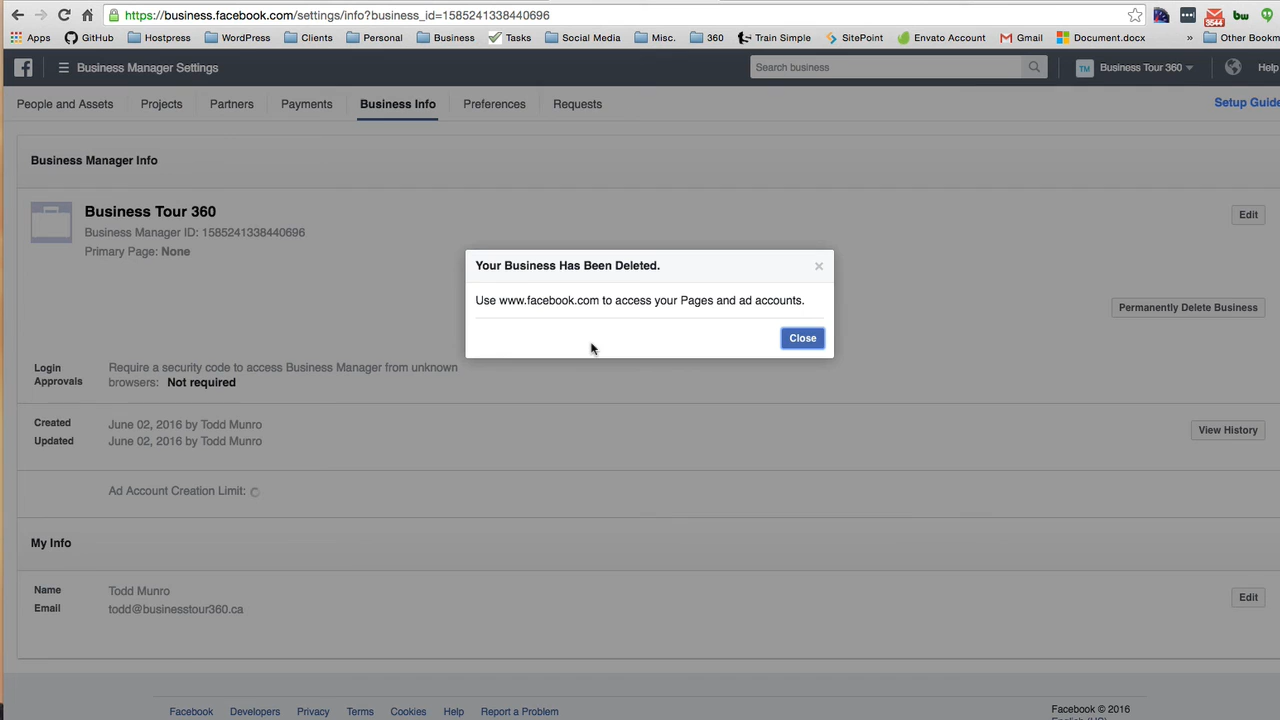 https://business.facebook.com/settings/info?business_id=1585241338440696
3544
bw
Apps GitHub Hostpress WordPress Clients Personal Business Tasks Social Media Misc. 360 Train Simple SitePoint Envato Account Gmail Document.docx » Other Bookm
Business Manager Settings
Search business
TM Business Tour 360
Help
People and Assets Projects Partners Payments Business Info Preferences Requests Setup Guide
Business Manager Info
Business Tour 360
Edit
Business Manager ID: 1585241338440696
Primary Page: None
Your Business Has Been Deleted.
×
Use www.facebook.com to access your Pages and ad accounts.
Close
Permanently Delete Business
Login Approvals
Require a security code to access Business Manager from unknown
browsers: Not required
Created June 02, 2016 by Todd Munro
Updated June 02, 2016 by Todd Munro
View History
Ad Account Creation Limit:
My Info
Name Todd Munro
Email todd@businesstour360.ca
Edit
Facebook Developers Privacy Terms Cookies Help Report a Problem
Facebook © 2016